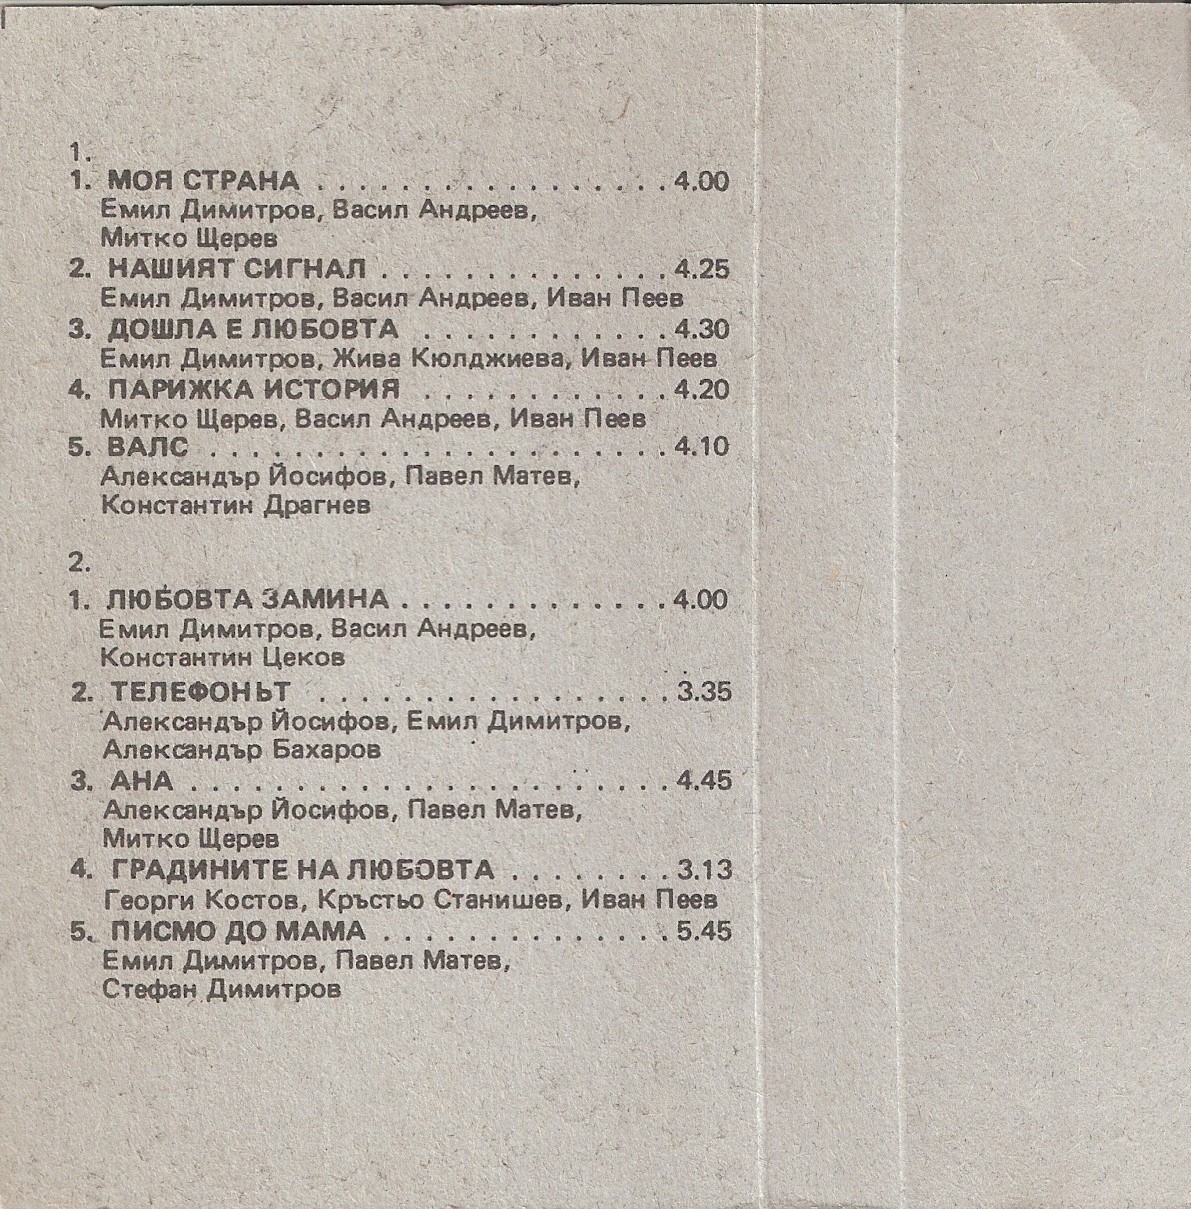 1.
1. МОЯ СТРАНА . . . . . . . . . . . . . . . . . 4.00
Емил Димитров, Васил Андреев,
Митко Щерев
2. НАШИЯТ СИГНАЛ . . . . . . . . . . . . . . 4.25
Емил Димитров, Васил Андреев, Иван Пеев
3. ДОШЛА Е ЛЮБОВТА . . . . . . . . . . . . 4.30
Емил Димитров, Жива Кюлджиева, Иван Пеев
4. ПАРИЖКА ИСТОРИЯ . . . . . . . . . . . . 4.20
Митко Щерев, Васил Андреев, Иван Пеев
5. ВАЛС . . . . . . . . . . . . . . . . . . . . . . 4.10
Александър Йосифов, Павел Матев,
Константин Драгнев
2.
1. ЛЮБОВТА ЗАМИНА . . . . . . . . . . . . . 4.00
Емил Димитров, Васил Андреев,
Константин Цеков
2. ТЕЛЕФОНЪТ . . . . . . . . . . . . . . . . . 3.35
Александър Йосифов, Емил Димитров,
Александър Бахаров
3. АНА . . . . . . . . . . . . . . . . . . . . . . . 4.45
Александър Йосифов, Павел Матев,
Митко Щерев
4. ГРАДИНИТЕ НА ЛЮБОВТА . . . . . . . . 3.13
Георги Костов, Кръстьо Станишев, Иван Пеев
5. ПИСМО ДО МАМА . . . . . . . . . . . . . . 5.45
Емил Димитров, Павел Матев,
Стефан Димитров